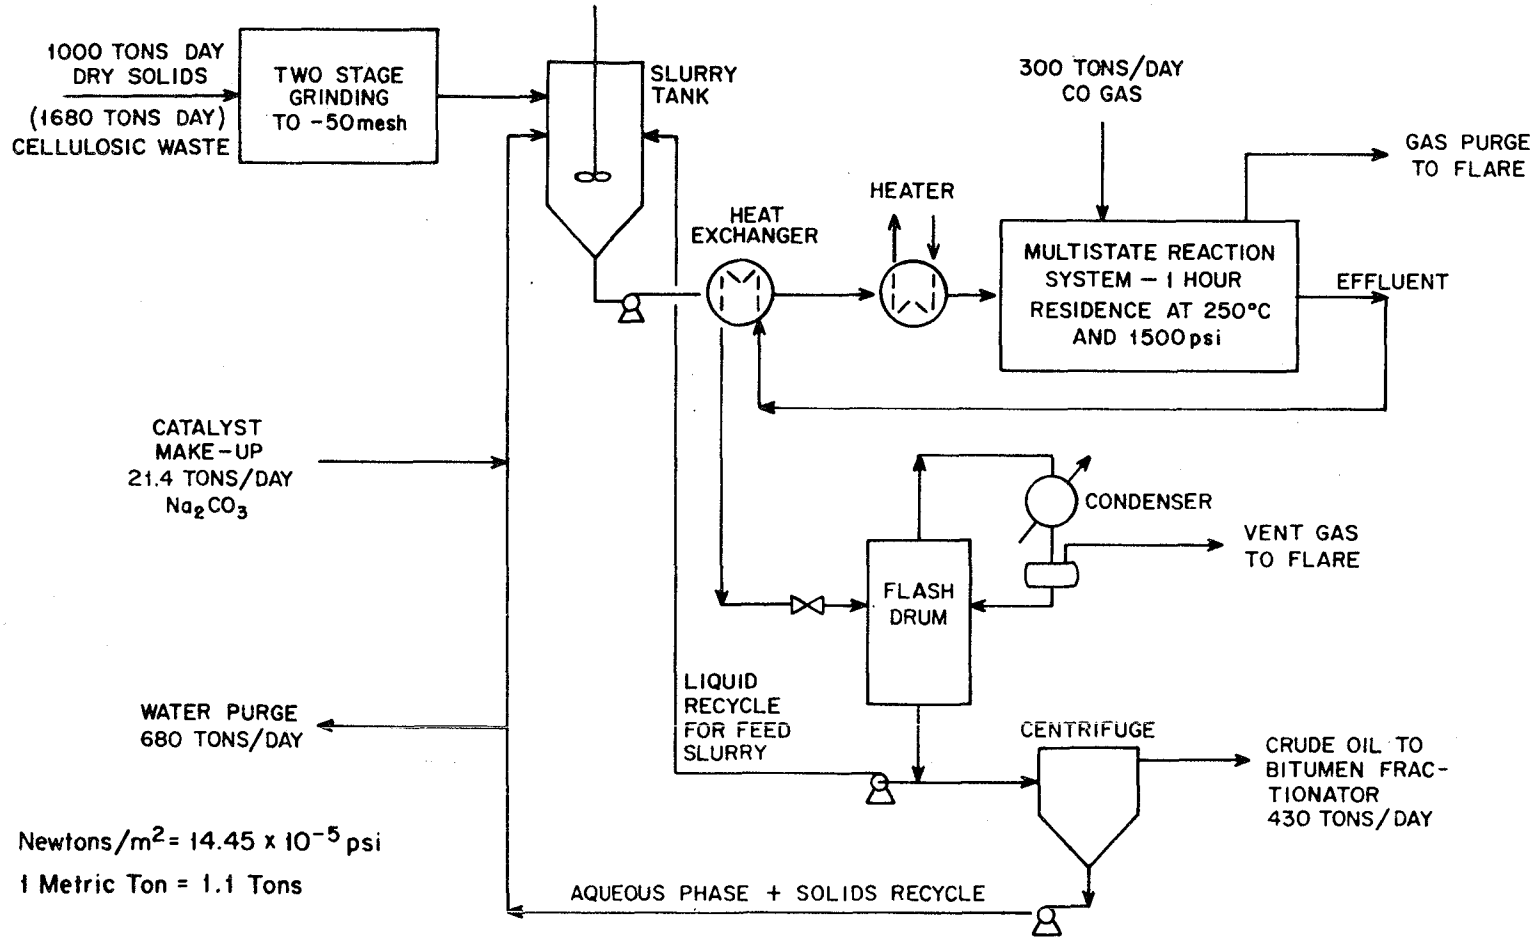 1000 TONS DAY
DRY SOLIDS
(1680 TONS DAY)
CELLULOSIC WASTE
TWO STAGE
GRINDING
TO -50mesh
SLURRY
TANK
300 TONS/DAY
CO GAS
GAS PURGE
TO FLARE
HEAT
EXCHANGER
HEATER
MULTISTATE REACTION
SYSTEM - 1 HOUR
RESIDENCE AT 250°C
AND 1500psi
EFFLUENT
CATALYST
MAKE-UP
21.4 TONS/DAY
Na₂CO₃
CONDENSER
VENT GAS
TO FLARE
FLASH
DRUM
LIQUID
RECYCLE
FOR FEED
SLURRY
WATER PURGE
680 TONS/DAY
CENTRIFUGE
CRUDE OIL TO
BITUMEN FRAC-
TIONATOR
430 TONS/DAY
Newtons/m² = 14.45 x 10⁻⁵ psi
1 Metric Ton = 1.1 Tons
AQUEOUS PHASE + SOLIDS RECYCLE